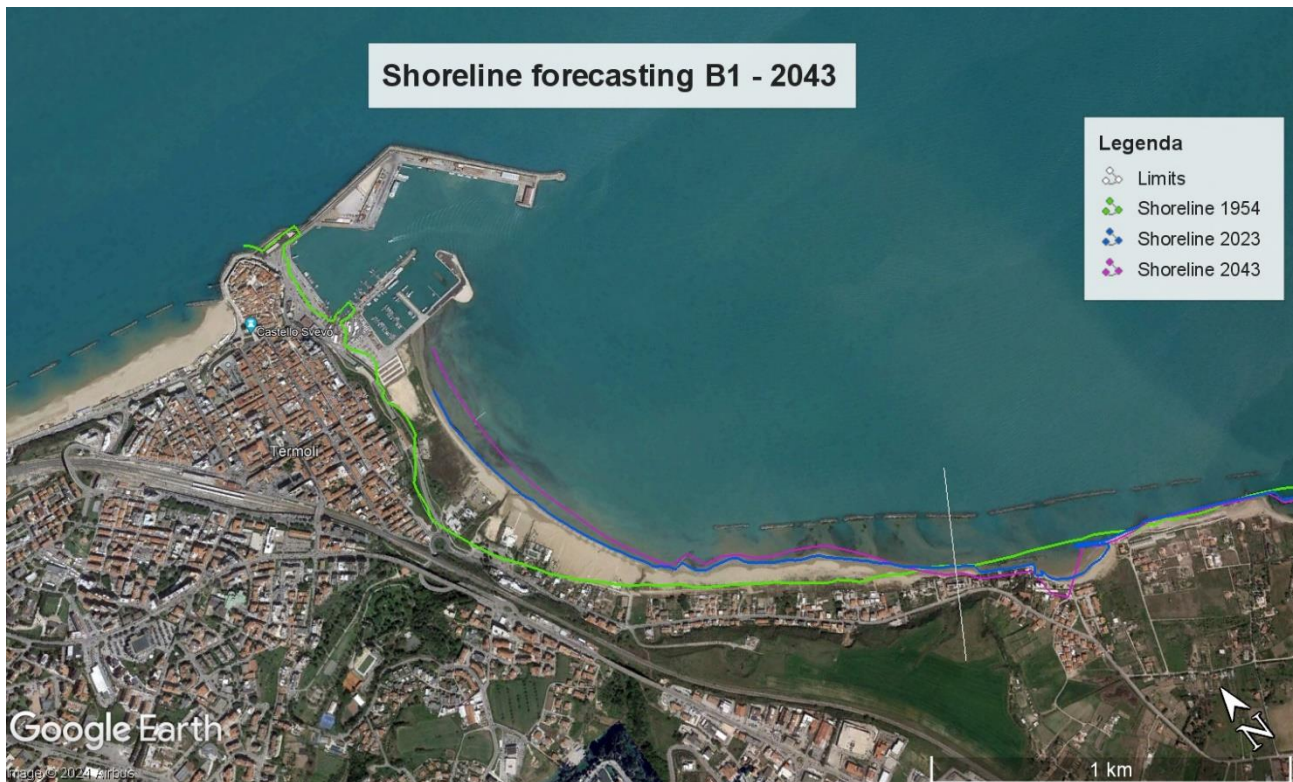 Shoreline forecasting B1 - 2043
Legenda
Limits
Shoreline 1954
Shoreline 2023
Shoreline 2043
Castello Svevo
Termoli
Google Earth
Image © 2024 Airbus
1 km
N